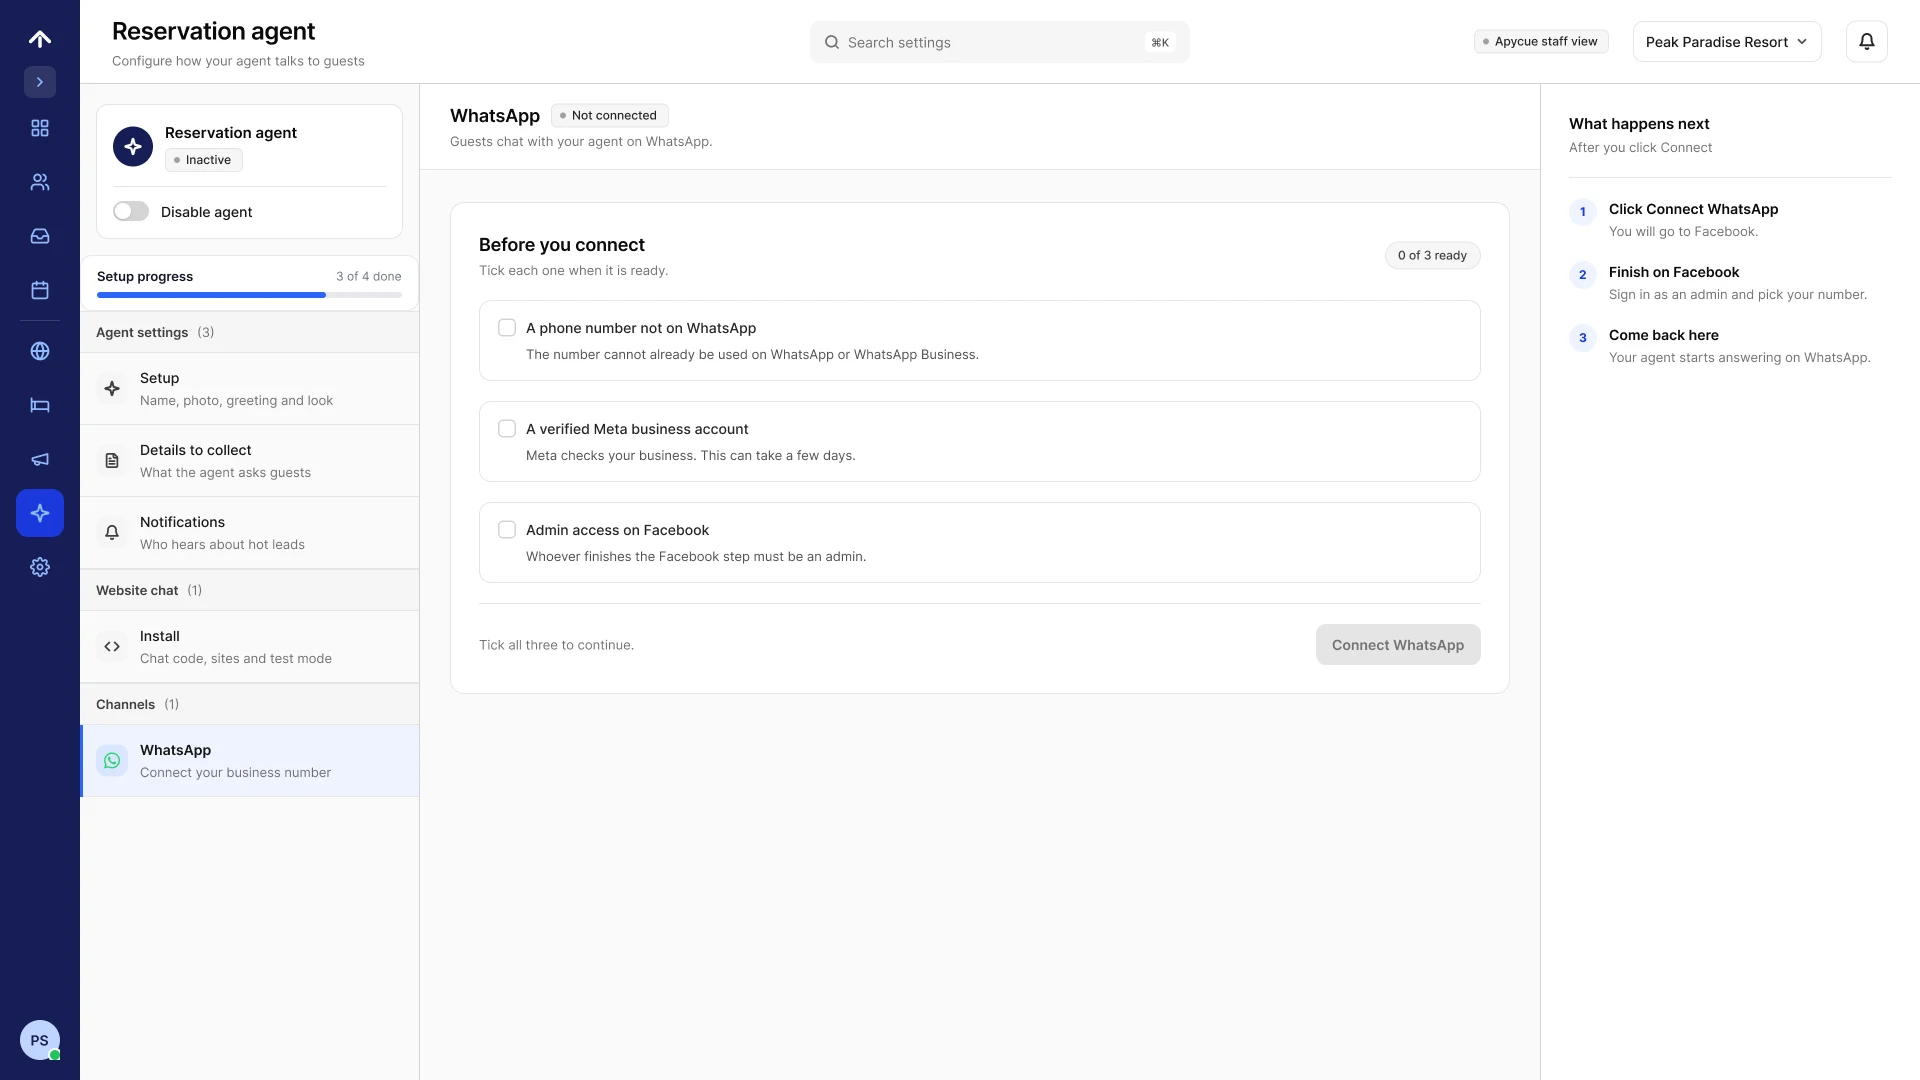 Reservation agent
Configure how your agent talks to guests
Search settings
⌘K
Apycue staff view
Peak Paradise Resort
Reservation agent
Inactive
Disable agent
Setup progress
3 of 4 done
Agent settings (3)
Setup
Name, photo, greeting and look
Details to collect
What the agent asks guests
Notifications
Who hears about hot leads
Website chat (1)
Install
Chat code, sites and test mode
Channels (1)
WhatsApp
Connect your business number
PS
WhatsApp
Not connected
Guests chat with your agent on WhatsApp.
Before you connect
Tick each one when it is ready.
0 of 3 ready
A phone number not on WhatsApp
The number cannot already be used on WhatsApp or WhatsApp Business.
A verified Meta business account
Meta checks your business. This can take a few days.
Admin access on Facebook
Whoever finishes the Facebook step must be an admin.
Tick all three to continue.
Connect WhatsApp
What happens next
After you click Connect
1
Click Connect WhatsApp
You will go to Facebook.
2
Finish on Facebook
Sign in as an admin and pick your number.
3
Come back here
Your agent starts answering on WhatsApp.